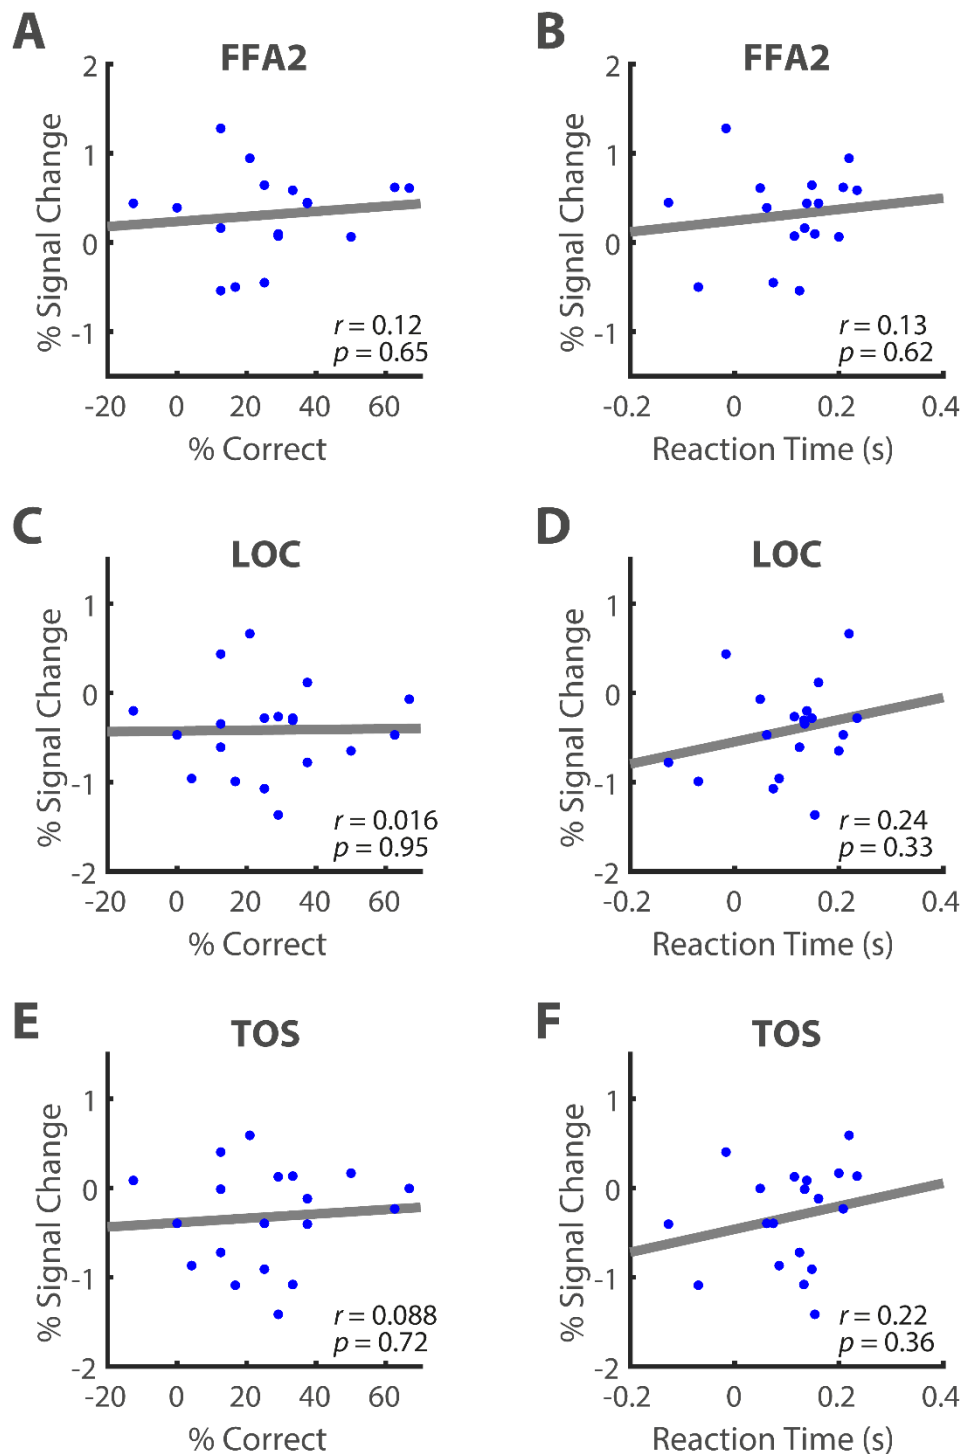 A
FFA2
2
1
0
-1
% Signal Change
r = 0.12
p = 0.65
-20 0 20 40 60
% Correct
B
FFA2
2
1
0
-1
% Signal Change
r = 0.13
p = 0.62
-0.2 0 0.2 0.4
Reaction Time (s)
C
LOC
1
0
-1
-2
% Signal Change
r = 0.016
p = 0.95
-20 0 20 40 60
% Correct
D
LOC
1
0
-1
-2
% Signal Change
r = 0.24
p = 0.33
-0.2 0 0.2 0.4
Reaction Time (s)
E
TOS
1
0
-1
-2
% Signal Change
r = 0.088
p = 0.72
-20 0 20 40 60
% Correct
F
TOS
1
0
-1
-2
% Signal Change
r = 0.22
p = 0.36
-0.2 0 0.2 0.4
Reaction Time (s)